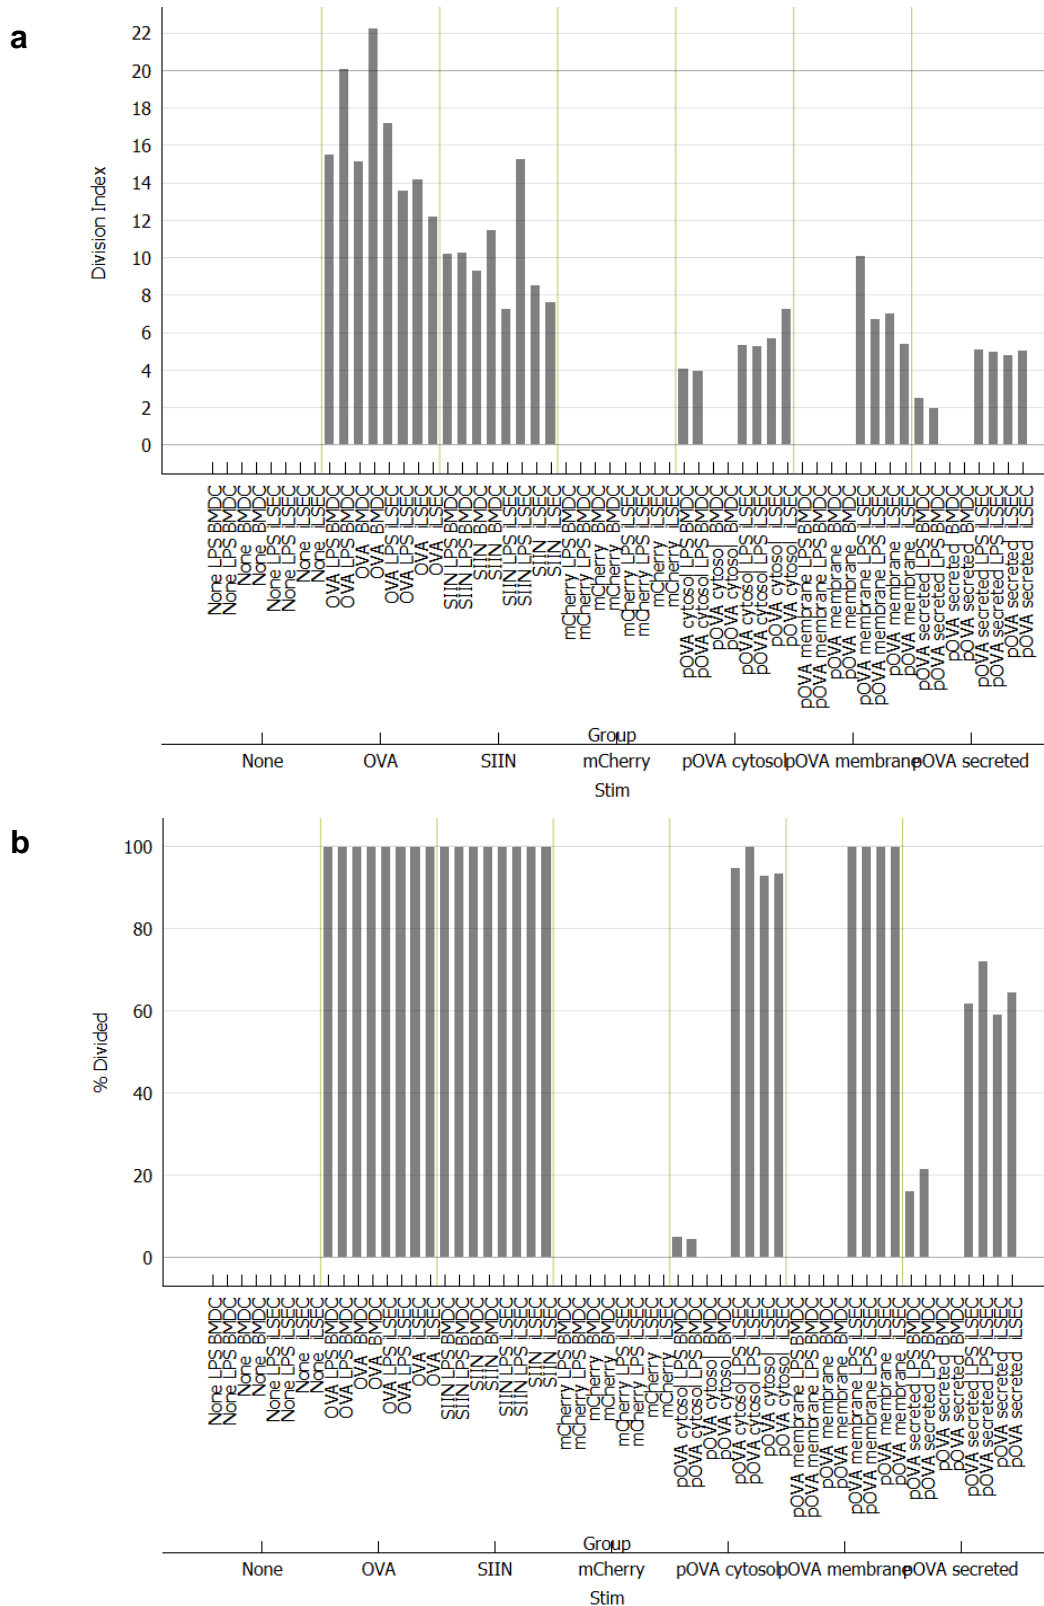 a
22
20
18
16
14
12
10
8
6
4
2
0
Division Index
None LPS BMDC
None LPS BMDC
None BMDC
None BMDC
None LPS iLSEC
None LPS iLSEC
None iLSEC
None iLSEC
OVA LPS BMDC
OVA LPS BMDC
OVA BMDC
OVA BMDC
OVA LPS iLSEC
OVA LPS iLSEC
OVA iLSEC
OVA iLSEC
SIIN LPS BMDC
SIIN LPS BMDC
SIIN BMDC
SIIN BMDC
SIIN LPS iLSEC
SIIN LPS iLSEC
SIIN iLSEC
SIIN iLSEC
mCherry LPS BMDC
mCherry LPS BMDC
mCherry BMDC
mCherry BMDC
mCherry LPS iLSEC
mCherry LPS iLSEC
mCherry iLSEC
mCherry iLSEC
pOVA cytosol LPS BMDC
pOVA cytosol LPS BMDC
pOVA cytosol BMDC
pOVA cytosol BMDC
pOVA cytosol LPS iLSEC
pOVA cytosol LPS iLSEC
pOVA cytosol iLSEC
pOVA cytosol iLSEC
pOVA membrane LPS BMDC
pOVA membrane LPS BMDC
pOVA membrane BMDC
pOVA membrane BMDC
pOVA membrane LPS iLSEC
pOVA membrane LPS iLSEC
pOVA membrane iLSEC
pOVA membrane iLSEC
pOVA secreted LPS BMDC
pOVA secreted LPS BMDC
pOVA secreted BMDC
pOVA secreted BMDC
pOVA secreted LPS iLSEC
pOVA secreted LPS iLSEC
pOVA secreted iLSEC
pOVA secreted iLSEC
Group
None OVA SIIN mCherry pOVA cytosol pOVA membrane pOVA secreted
Stim
b
100
80
60
40
20
0
% Divided
None LPS BMDC
None LPS BMDC
None BMDC
None BMDC
None LPS iLSEC
None LPS iLSEC
None iLSEC
None iLSEC
OVA LPS BMDC
OVA LPS BMDC
OVA BMDC
OVA BMDC
OVA LPS iLSEC
OVA LPS iLSEC
OVA iLSEC
OVA iLSEC
SIIN LPS BMDC
SIIN LPS BMDC
SIIN BMDC
SIIN BMDC
SIIN LPS iLSEC
SIIN LPS iLSEC
SIIN iLSEC
SIIN iLSEC
mCherry LPS BMDC
mCherry LPS BMDC
mCherry BMDC
mCherry BMDC
mCherry LPS iLSEC
mCherry LPS iLSEC
mCherry iLSEC
mCherry iLSEC
pOVA cytosol LPS BMDC
pOVA cytosol LPS BMDC
pOVA cytosol BMDC
pOVA cytosol BMDC
pOVA cytosol LPS iLSEC
pOVA cytosol LPS iLSEC
pOVA cytosol iLSEC
pOVA cytosol iLSEC
pOVA membrane LPS BMDC
pOVA membrane LPS BMDC
pOVA membrane BMDC
pOVA membrane BMDC
pOVA membrane LPS iLSEC
pOVA membrane LPS iLSEC
pOVA membrane iLSEC
pOVA membrane iLSEC
pOVA secreted LPS BMDC
pOVA secreted LPS BMDC
pOVA secreted BMDC
pOVA secreted BMDC
pOVA secreted LPS iLSEC
pOVA secreted LPS iLSEC
pOVA secreted iLSEC
pOVA secreted iLSEC
Group
None OVA SIIN mCherry pOVA cytosol pOVA membrane pOVA secreted
Stim